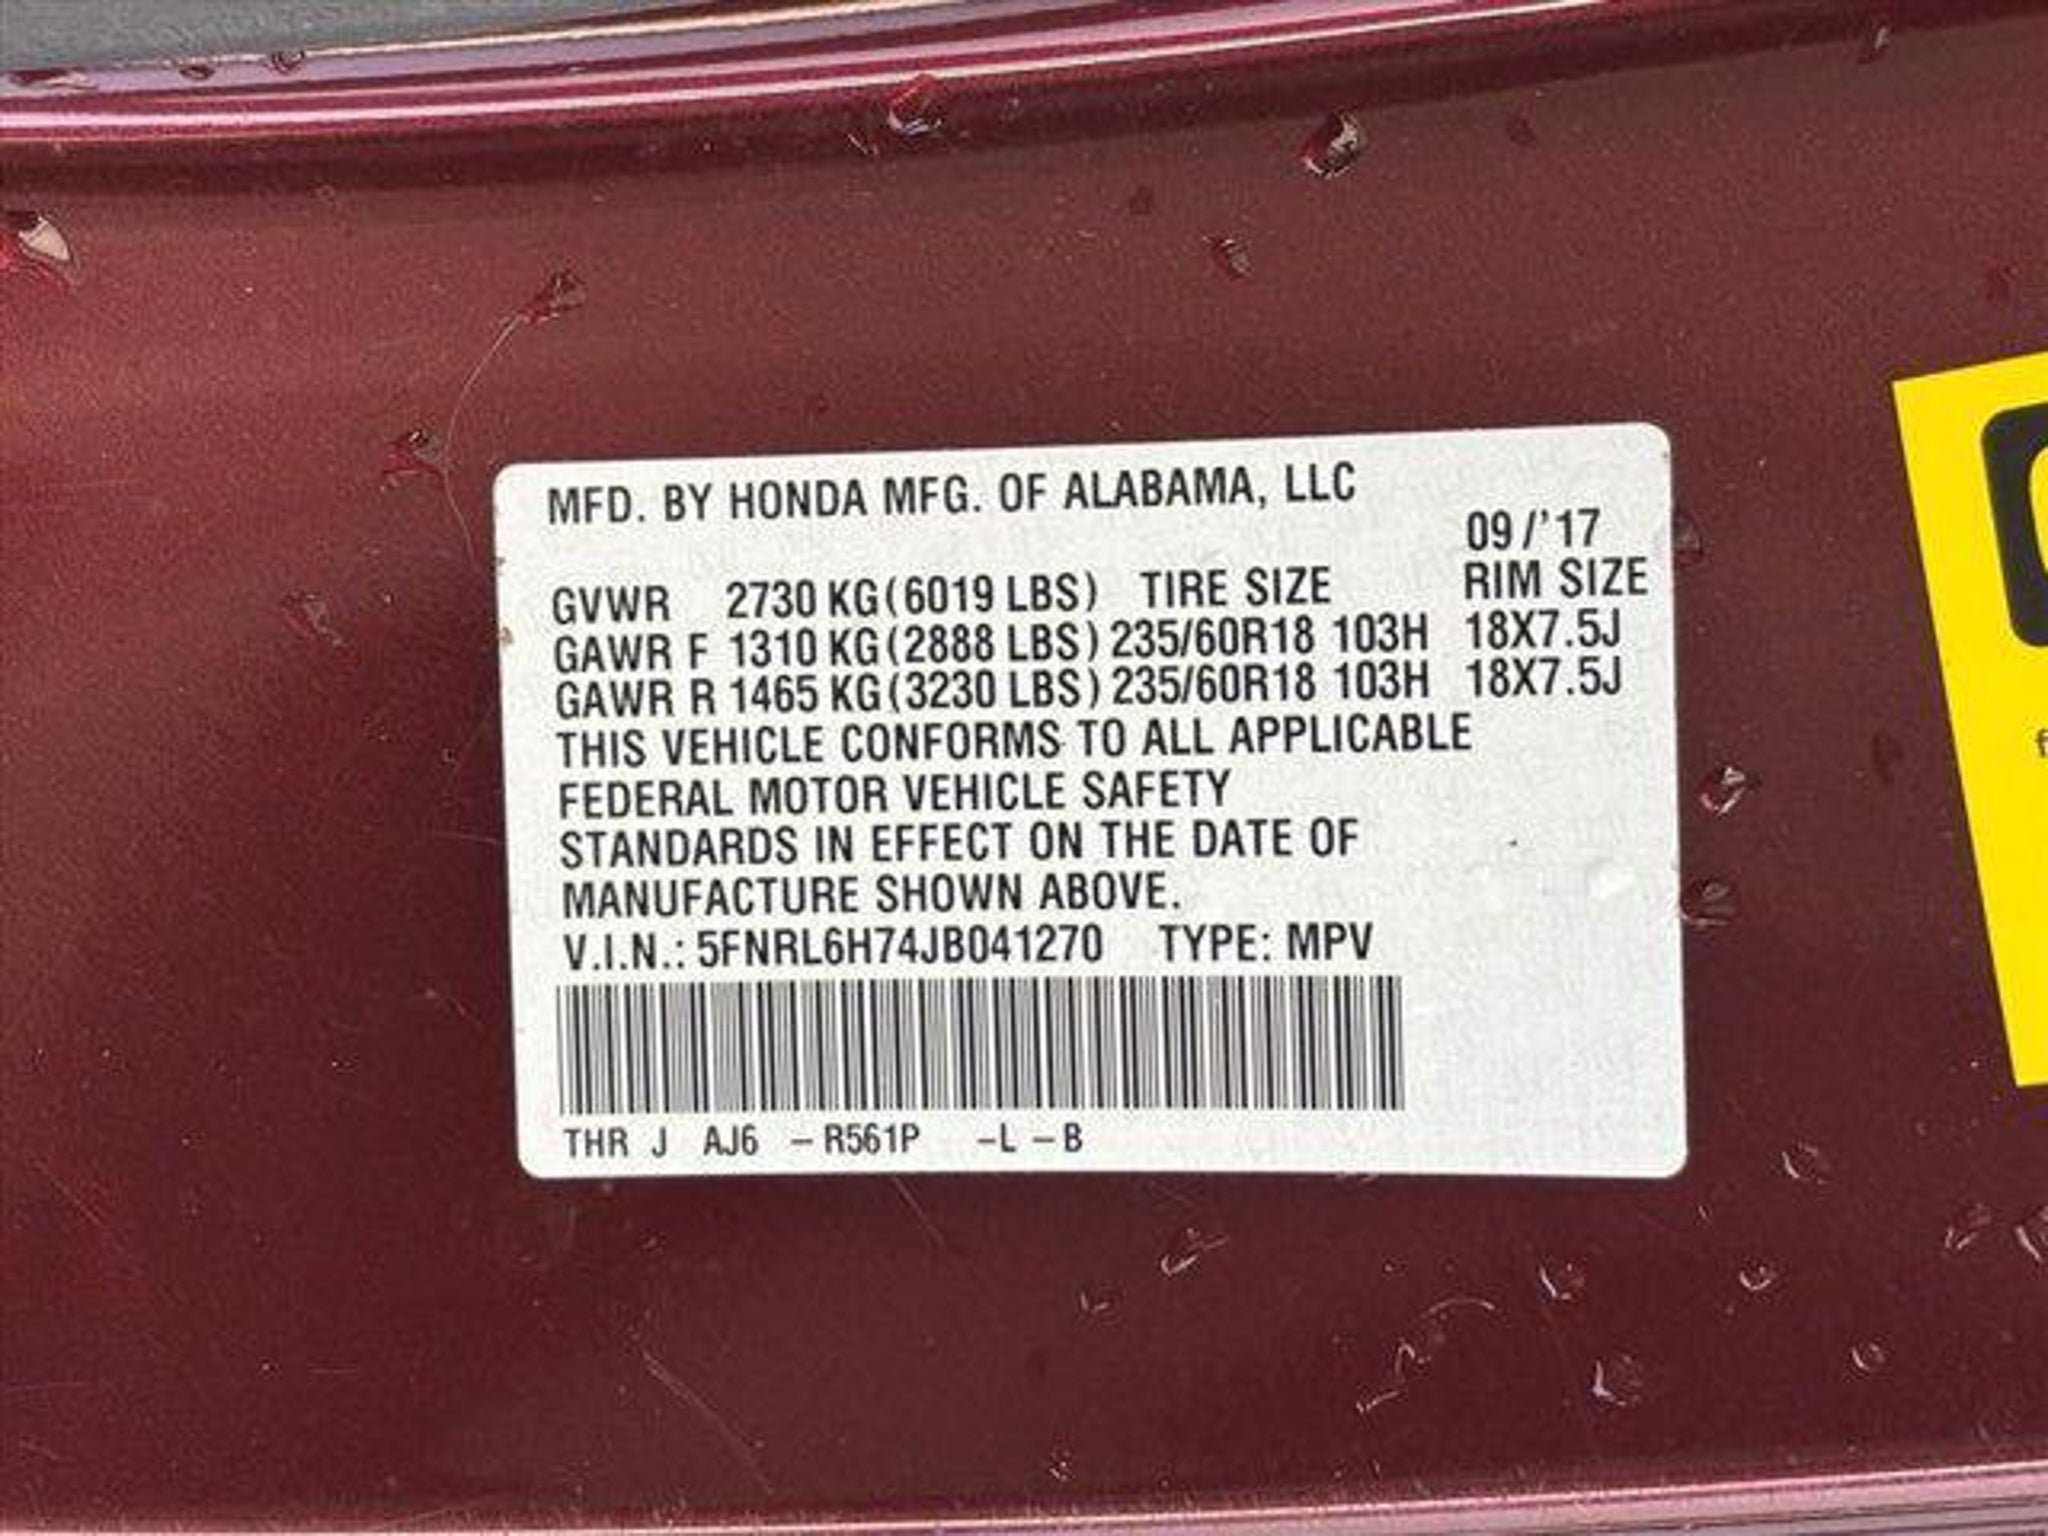 MFD. BY HONDA MFG. OF ALABAMA, LLC
09/'17
GVWR 2730 KG (6019 LBS) TIRE SIZE RIM SIZE
GAWR F 1310 KG (2888 LBS) 235/60R18 103H 18X7.5J
GAWR R 1465 KG (3230 LBS) 235/60R18 103H 18X7.5J
THIS VEHICLE CONFORMS TO ALL APPLICABLE
FEDERAL MOTOR VEHICLE SAFETY
STANDARDS IN EFFECT ON THE DATE OF
MANUFACTURE SHOWN ABOVE.
V.I.N.: 5FNRL6H74JB041270 TYPE: MPV
THR J AJ6 -R561P -L -B